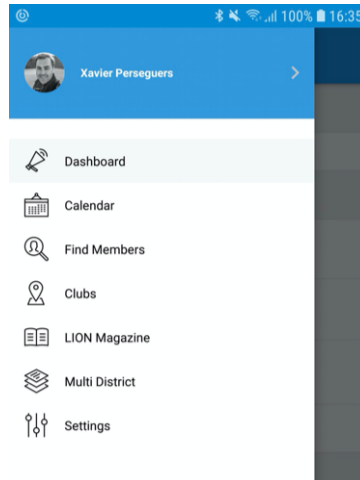 100% 16:35
Xavier Perseguers
Dashboard
Calendar
Find Members
Clubs
LION Magazine
Multi District
Settings